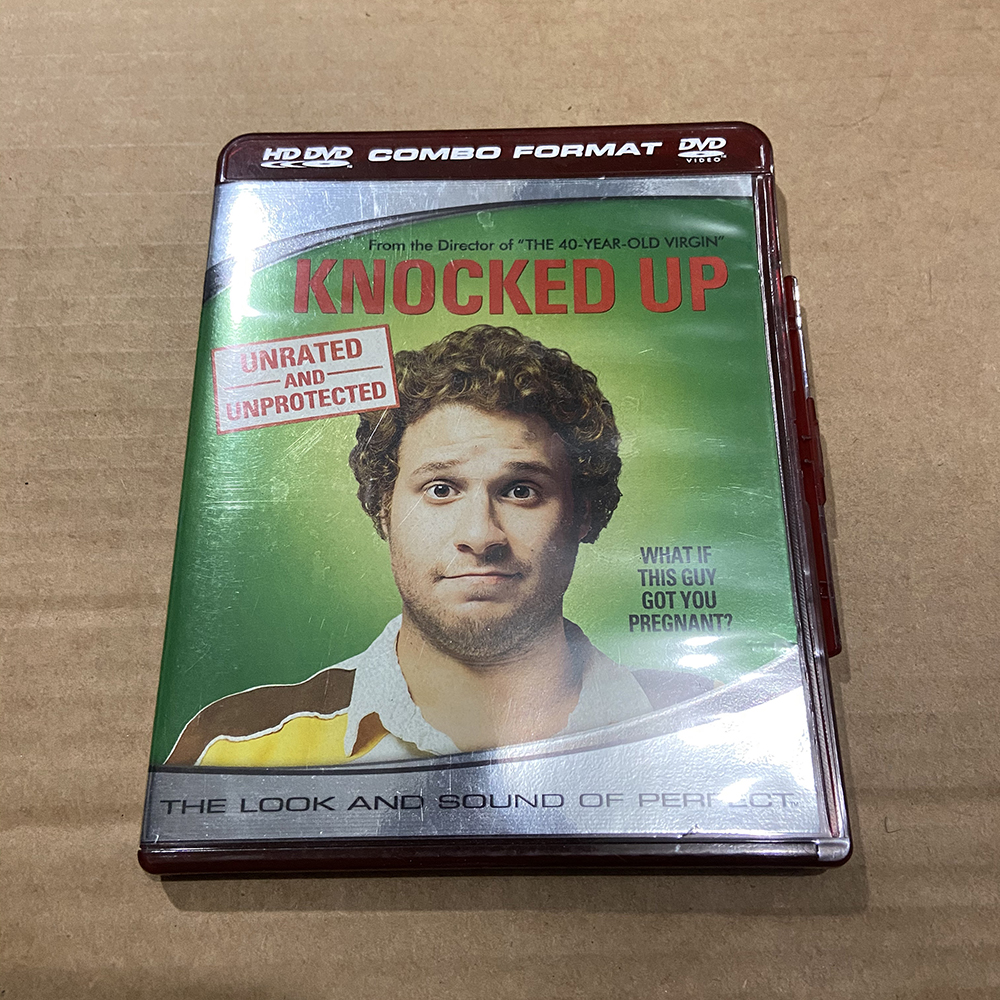 HD DVD COMBO FORMAT DVD
VIDEO
From the Director of "THE 40-YEAR-OLD VIRGIN"
KNOCKED UP
UNRATED
AND
UNPROTECTED
WHAT IF
THIS GUY
GOT YOU
PREGNANT?
THE LOOK AND SOUND OF PERFECT™